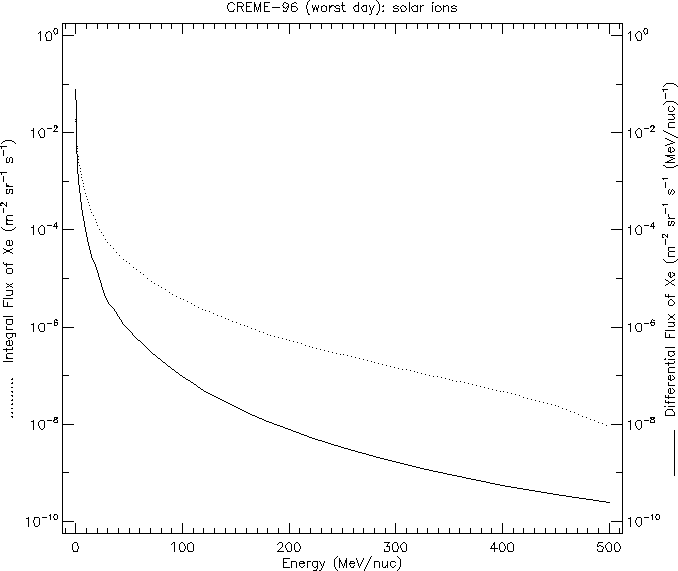 CREME-96 (worst day): solar ions
10⁰
10⁻²
10⁻⁴
10⁻⁶
10⁻⁸
10⁻¹⁰
Integral Flux of Xe (m⁻² sr⁻¹ s⁻¹)
10⁰
10⁻²
10⁻⁴
10⁻⁶
10⁻⁸
10⁻¹⁰
Differential Flux of Xe (m⁻² sr⁻¹ s⁻¹ (MeV/nuc)⁻¹)
0 100 200 300 400 500
Energy (MeV/nuc)